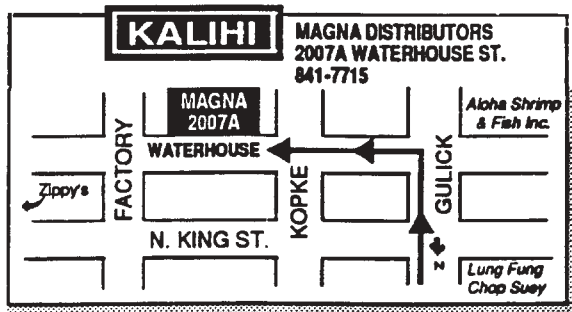 KALIHI
MAGNA DISTRIBUTORS
2007A WATERHOUSE ST.
841-7715
MAGNA
2007A
Aloha Shrimp
& Fish Inc.
WATERHOUSE
FACTORY
KOPKE
GULICK
Zippy's
N. KING ST.
N
Lung Fung
Chop Suey